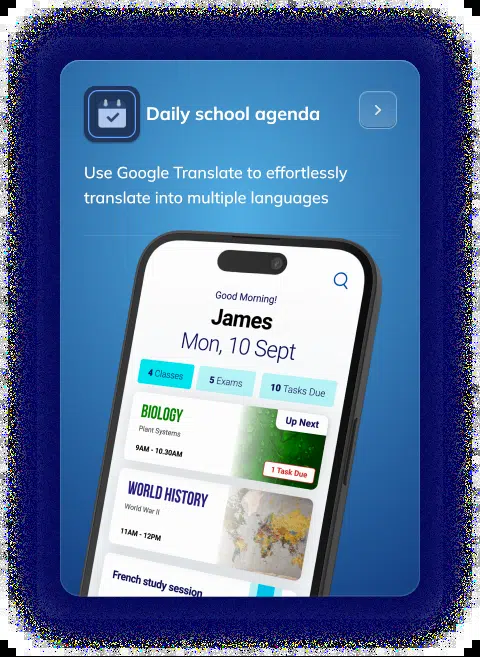 Daily school agenda
Use Google Translate to effortlessly
translate into multiple languages
Good Morning!
James
Mon, 10 Sept
4 Classes
5 Exams
10 Tasks Due
BIOLOGY
Up Next
Plant Systems
9AM - 10.30AM
1 Task Due
WORLD HISTORY
World War II
11AM - 12PM
French study session